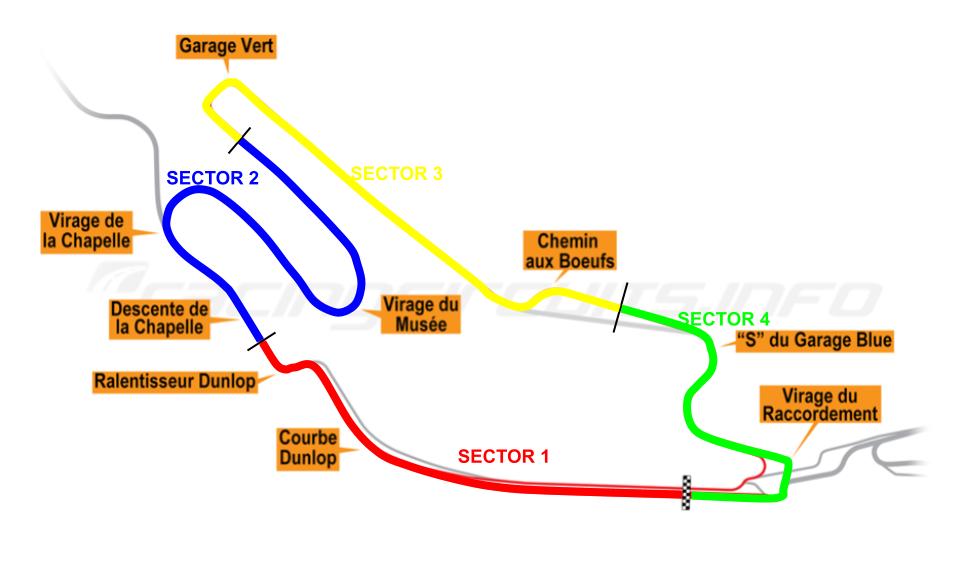 Garage Vert
SECTOR 3
SECTOR 2
Virage de
la Chapelle
Chemin
aux Boeufs
RACINGCIRCUITS.INFO
Descente de
la Chapelle
Virage du
Musée
SECTOR 4
“S” du Garage Blue
Ralentisseur Dunlop
Virage du
Raccordement
Courbe
Dunlop
SECTOR 1